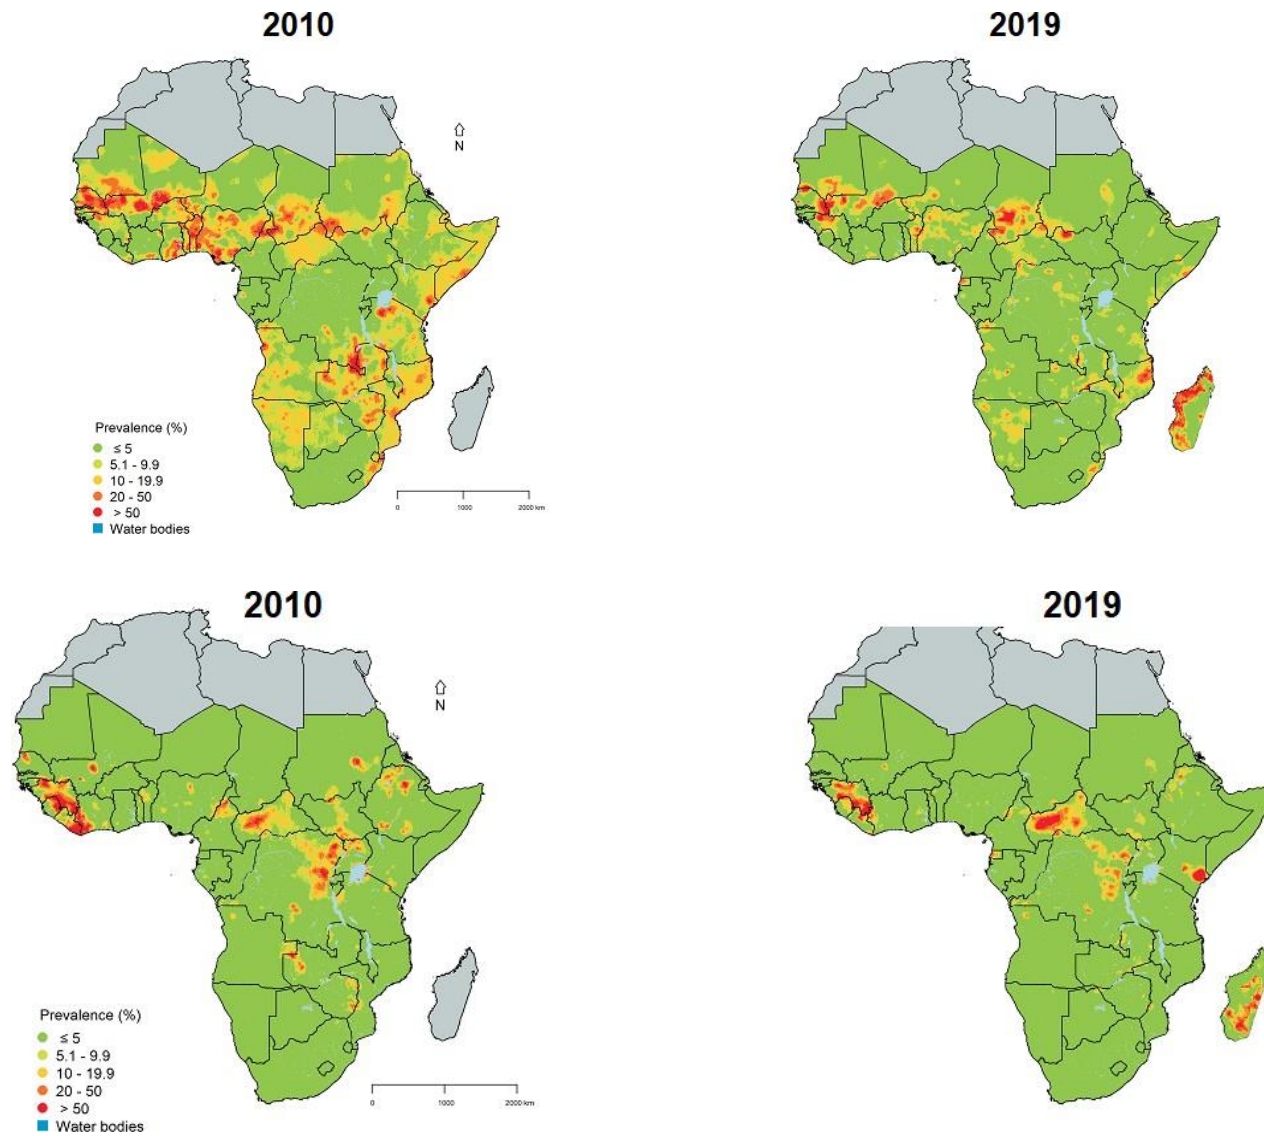 2010
2019
N
Prevalence (%)
≤ 5
5.1 - 9.9
10 - 19.9
20 - 50
> 50
Water bodies
0 1000 2000 km
2010
2019
N
Prevalence (%)
≤ 5
5.1 - 9.9
10 - 19.9
20 - 50
> 50
Water bodies
0 1000 2000 km